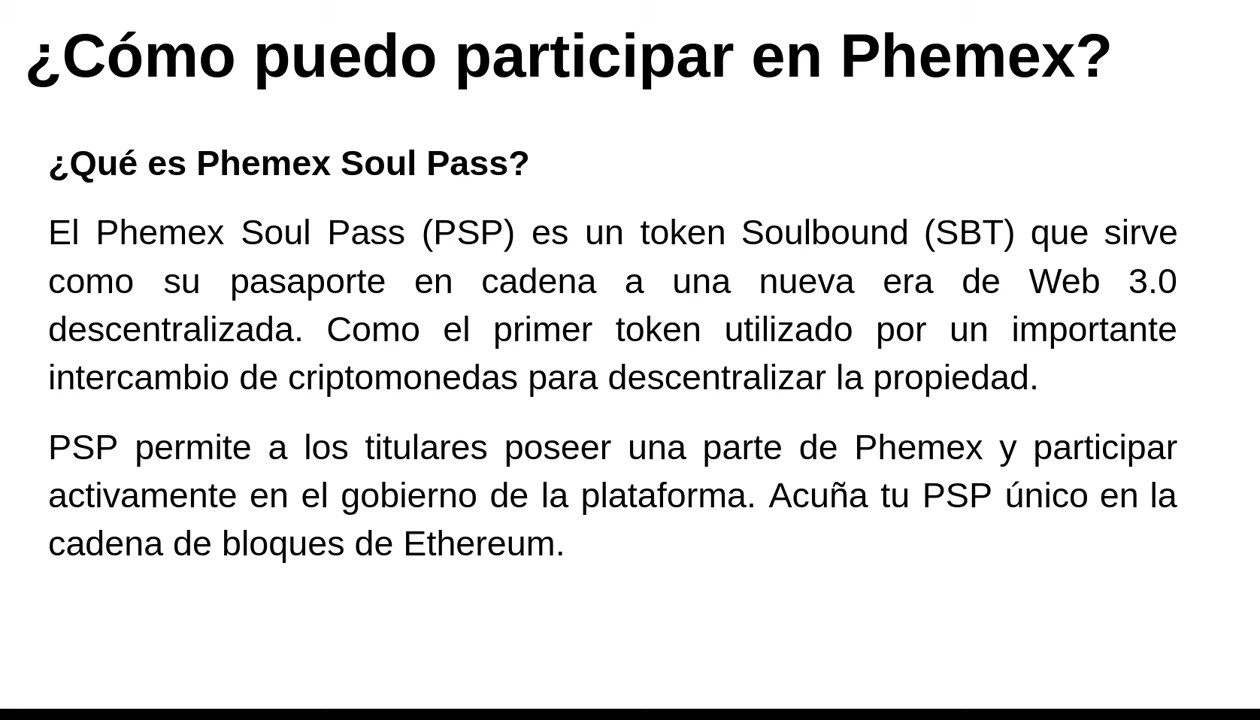 ¿Cómo puedo participar en Phemex?
¿Qué es Phemex Soul Pass?
El Phemex Soul Pass (PSP) es un token Soulbound (SBT) que sirve
como su pasaporte en cadena a una nueva era de Web 3.0
descentralizada. Como el primer token utilizado por un importante
intercambio de criptomonedas para descentralizar la propiedad.
PSP permite a los titulares poseer una parte de Phemex y participar
activamente en el gobierno de la plataforma. Acuña tu PSP único en la
cadena de bloques de Ethereum.